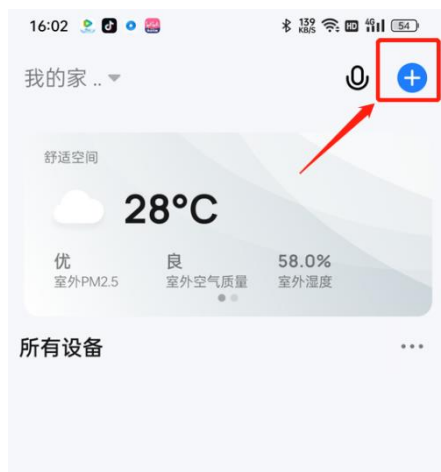 16:02 139 KB/S HD 4G 54
我的家 ..
舒适空间
28°C
优 良 58.0%
室外PM2.5 室外空气质量 室外湿度
所有设备